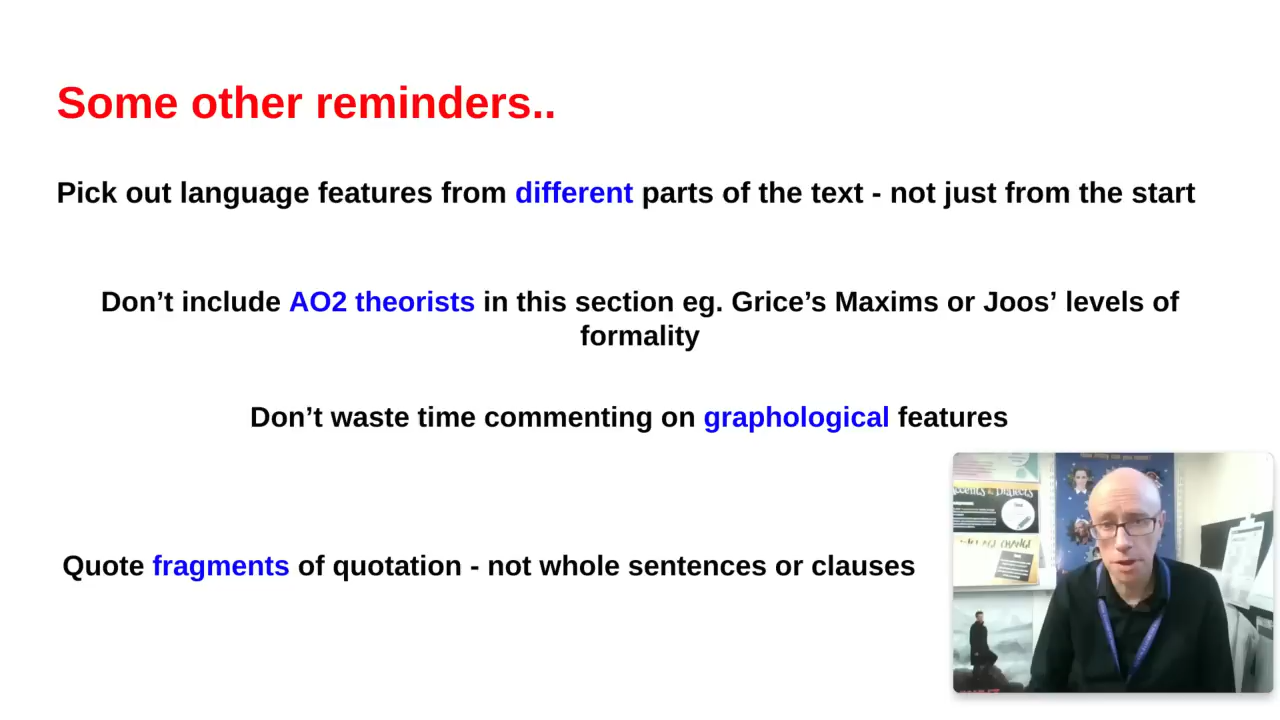 Some other reminders..
Pick out language features from different parts of the text - not just from the start
Don’t include AO2 theorists in this section eg. Grice’s Maxims or Joos’ levels of
formality
Don’t waste time commenting on graphological features
Quote fragments of quotation - not whole sentences or clauses
Accents & Dialects
CHANGE